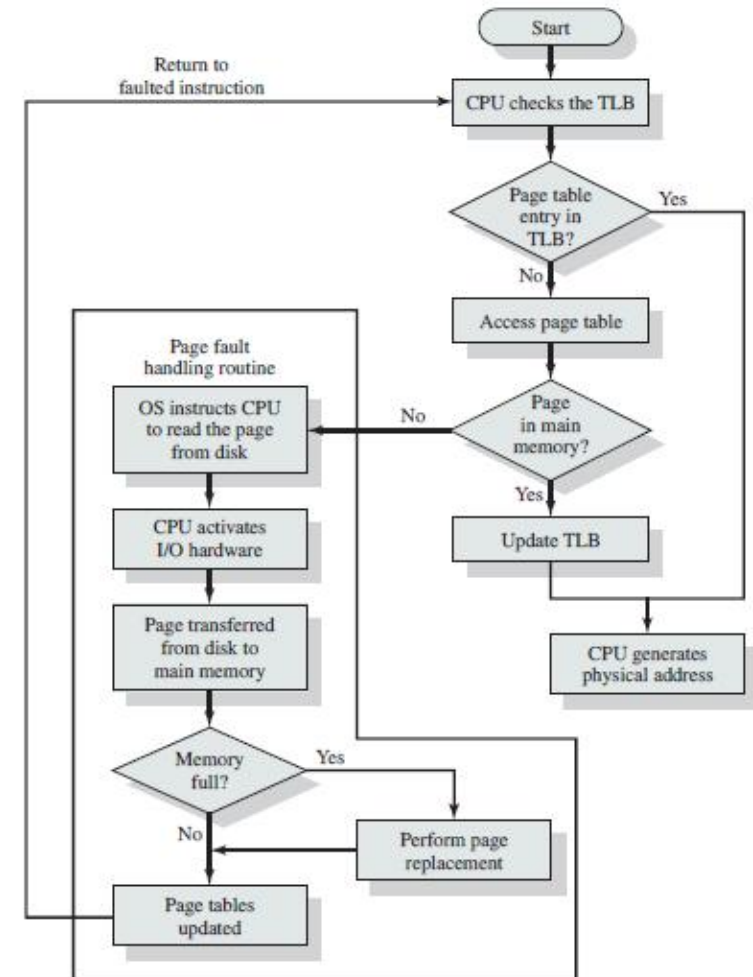 Start
Return to
faulted instruction
CPU checks the TLB
Page table
entry in
TLB?
Yes
No
Access page table
Page fault
handling routine
OS instructs CPU
to read the page
from disk
No
Page
in main
memory?
Yes
CPU activates
I/O hardware
Update TLB
Page transferred
from disk to
main memory
CPU generates
physical address
Memory
full?
Yes
No
Perform page
replacement
Page tables
updated